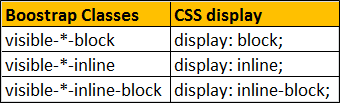 Boostrap Classes CSS display
visible-*-block display: block;
visible-*-inline display: inline;
visible-*-inline-block display: inline-block;